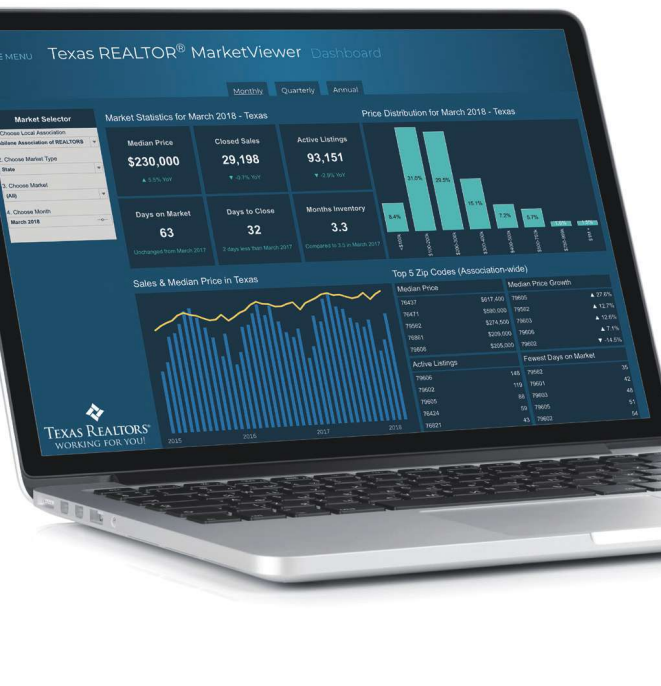 E MENU Texas REALTOR® MarketViewer Dashboard
Monthly Quarterly Annual
Market Selector
Choose Local Association
Abilene Association of REALTORS
2. Choose Market Type
State
3. Choose Market
(All)
4. Choose Month
March 2018
Market Statistics for March 2018 - Texas
Median Price
$230,000
Closed Sales
29,198
Active Listings
93,151
Days on Market
63
Unchanged from March 2017
Days to Close
32
3 days less than March 2017
Months Inventory
3.3
Compared to 3.3 in March 2017
Price Distribution for March 2018 - Texas
8.4%
31.0%
15.1%
7.2%
5.7%
Sales & Median Price in Texas
2015 2016 2017 2018
Top 5 Zip Codes (Association-wide)
Median Price
76437 $617,400
76471 $580,000
79562 $274,500
76801 $209,000
79606 $205,000
Median Price Growth
79605 ▲ 27.6%
79562 ▲ 12.7%
79603 ▲ 12.6%
79606 ▲ 7.1%
79602 ▼ -14.5%
Active Listings
79606 148
79602 119
79605 88
76424 59
76821 43
Fewest Days on Market
79562 35
79601 42
79603 48
79605 51
79602 54
TEXAS REALTORS®
WORKING FOR YOU!